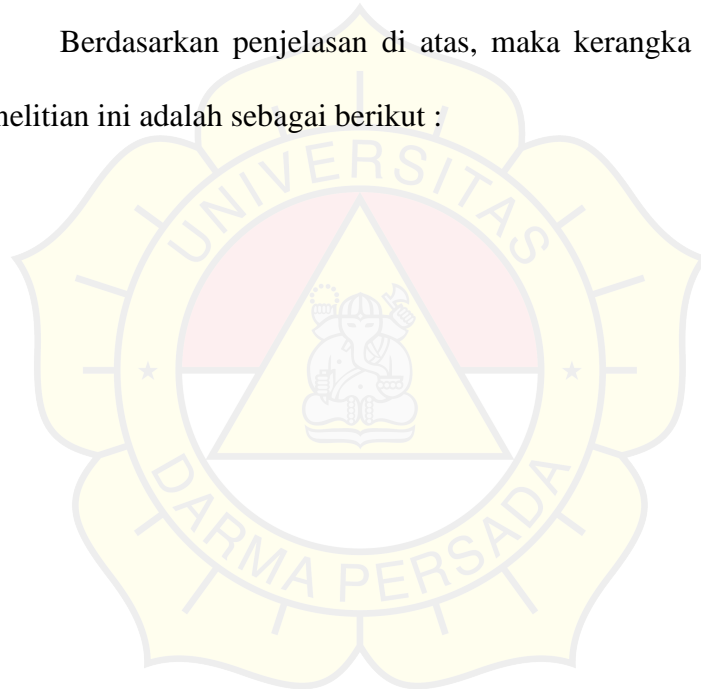 Berdasarkan penjelasan di atas, maka kerangka
nelitian ini adalah sebagai berikut :
UNIVERSITAS
DARMA PERSADA